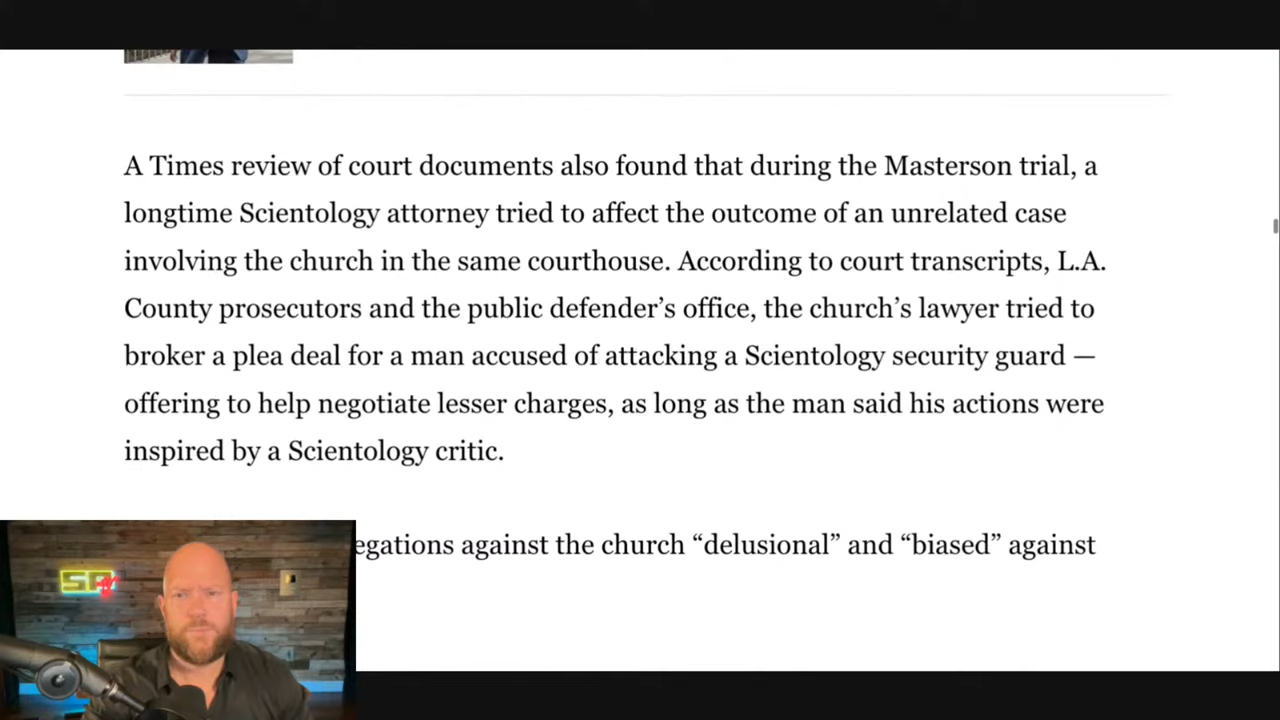 A Times review of court documents also found that during the Masterson trial, a
longtime Scientology attorney tried to affect the outcome of an unrelated case
involving the church in the same courthouse. According to court transcripts, L.A.
County prosecutors and the public defender’s office, the church’s lawyer tried to
broker a plea deal for a man accused of attacking a Scientology security guard —
offering to help negotiate lesser charges, as long as the man said his actions were
inspired by a Scientology critic.
egations against the church “delusional” and “biased” against
SP